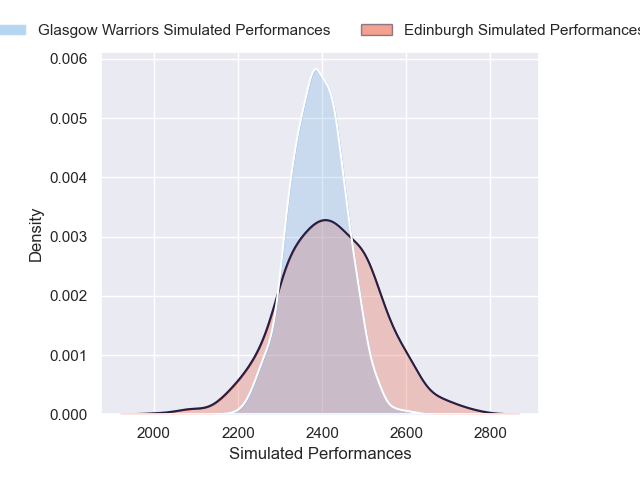 Glasgow Warriors Simulated Performances Edinburgh Simulated Performances
0.006
0.005
0.004
0.003
0.002
0.001
0.000
Density
2000 2200 2400 2600 2800
Simulated Performances